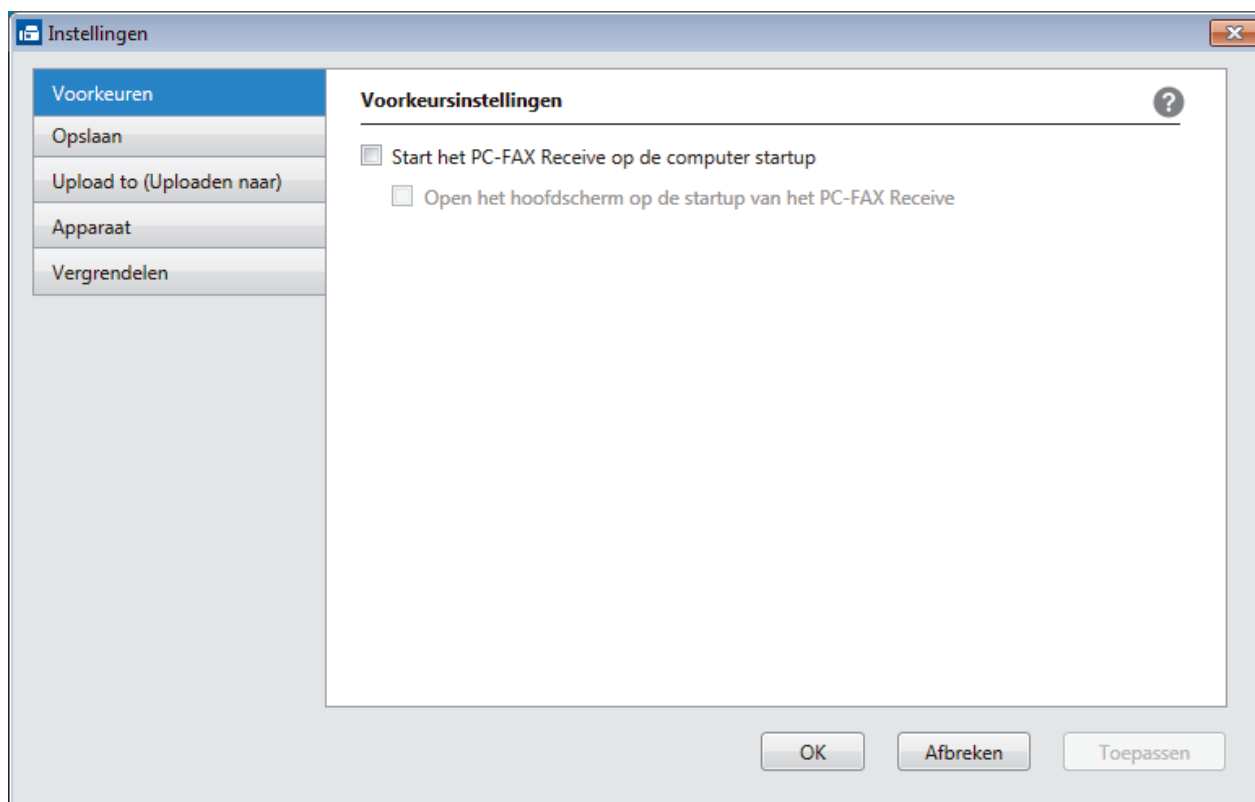 Instellingen
Voorkeuren
Opslaan
Upload to (Uploaden naar)
Apparaat
Vergrendelen
Voorkeursinstellingen
?
Start het PC-FAX Receive op de computer startup
Open het hoofdscherm op de startup van het PC-FAX Receive
OK
Afbreken
Toepassen